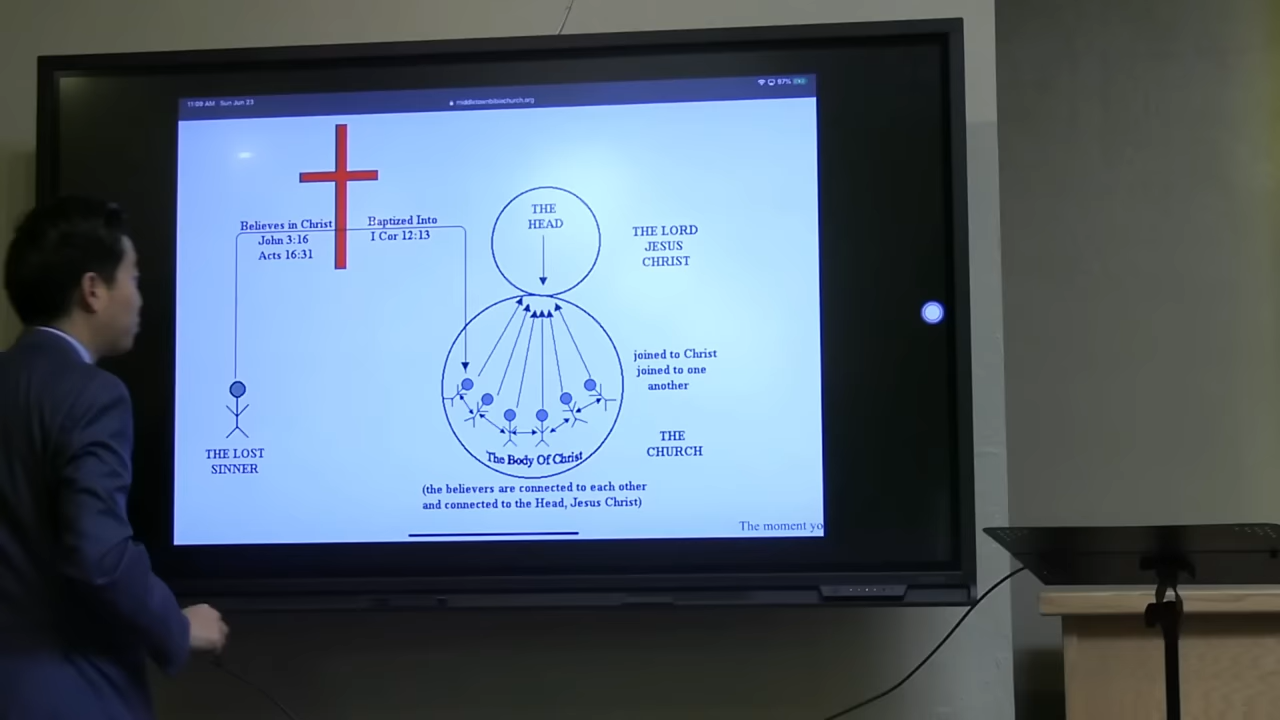 11:09 AM Sun Jun 23
middletownbiblechurch.org
97%
Believes in Christ
John 3:16
Acts 16:31
Baptized Into
I Cor 12:13
THE
HEAD
THE LORD
JESUS
CHRIST
joined to Christ
joined to one
another
THE LOST
SINNER
THE
CHURCH
The Body Of Christ
(the believers are connected to each other
and connected to the Head, Jesus Christ)
The moment yo